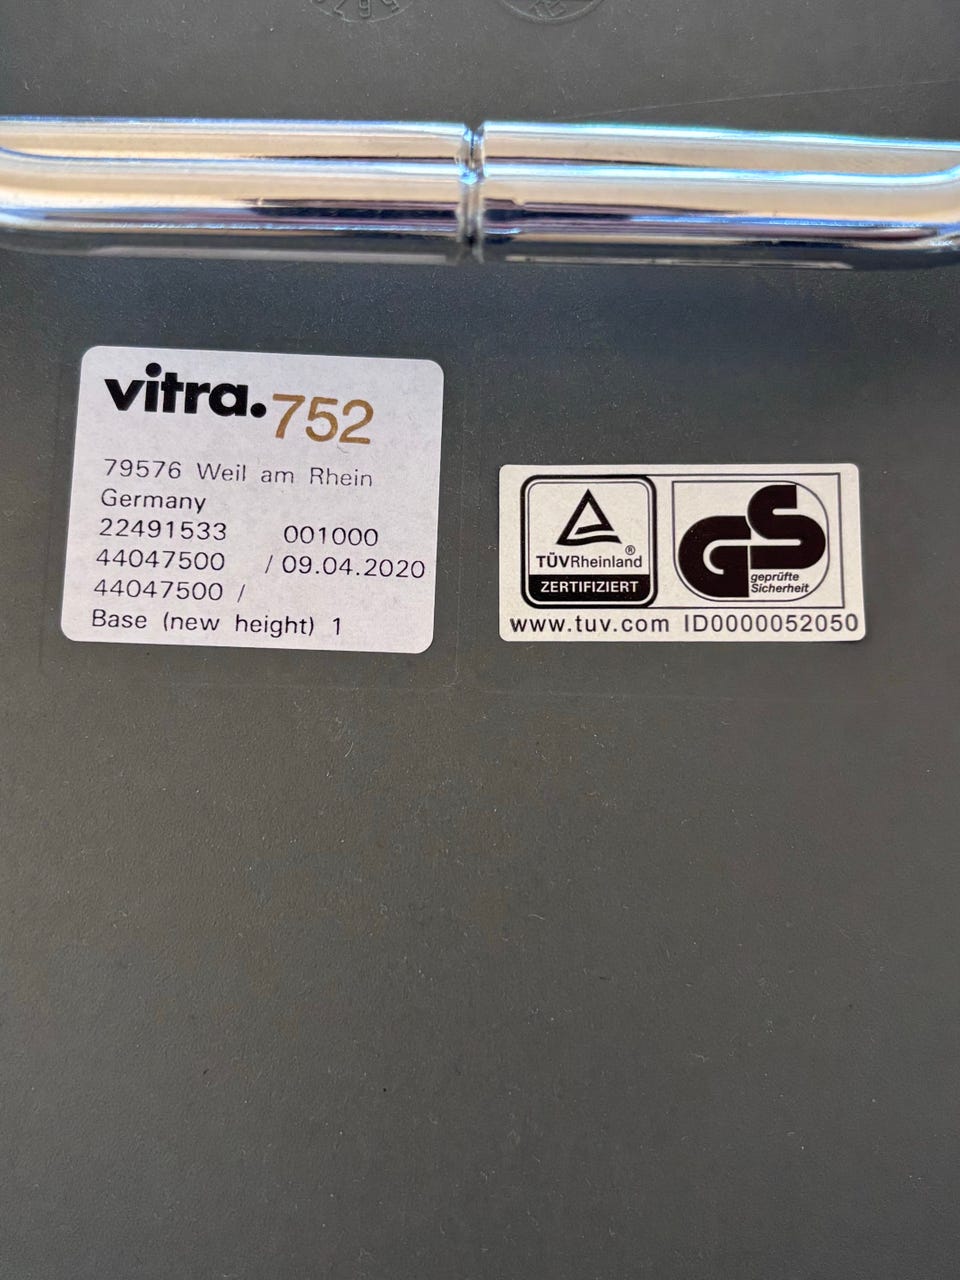 vitra.752
79576 Weil am Rhein
Germany
22491533 001000
44047500 / 09.04.2020
44047500 /
Base (new height) 1
TÜVRheinland®
ZERTIFIZIERT
GS
geprüfte
Sicherheit
www.tuv.com ID0000052050